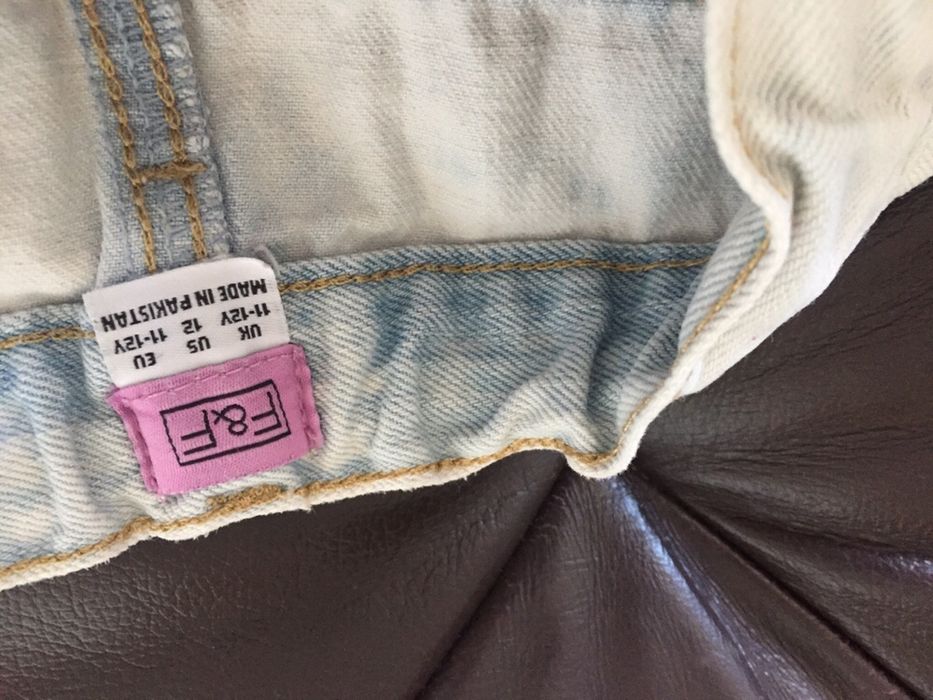 F&F
UK US EU
11-12Y 12 11-12Y
MADE IN PAKISTAN